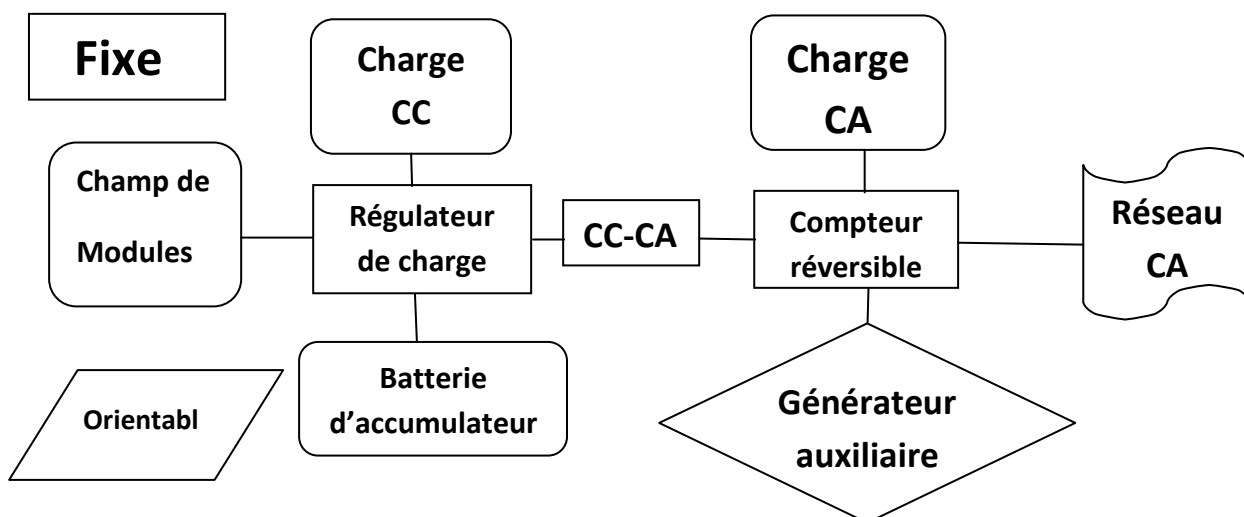 Fixe
Charge
CC
Charge
CA
Champ de
Modules
Régulateur
de charge
CC-CA
Compteur
réversible
Réseau
CA
Orientabl
Batterie
d’accumulateur
Générateur
auxiliaire